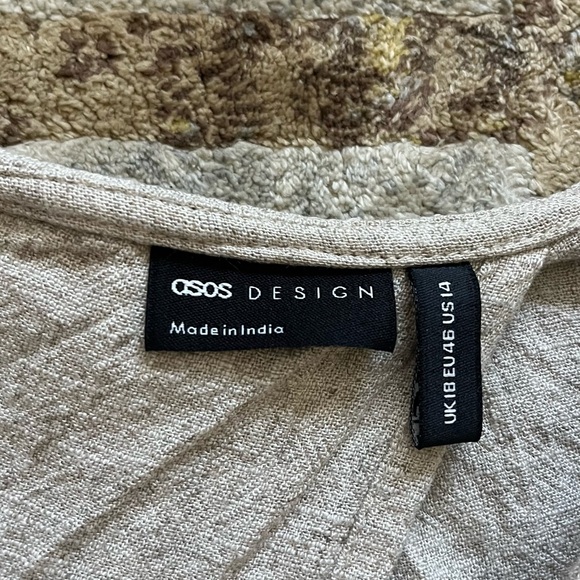 asos DESIGN
Made in India
UK18 EU46 US14